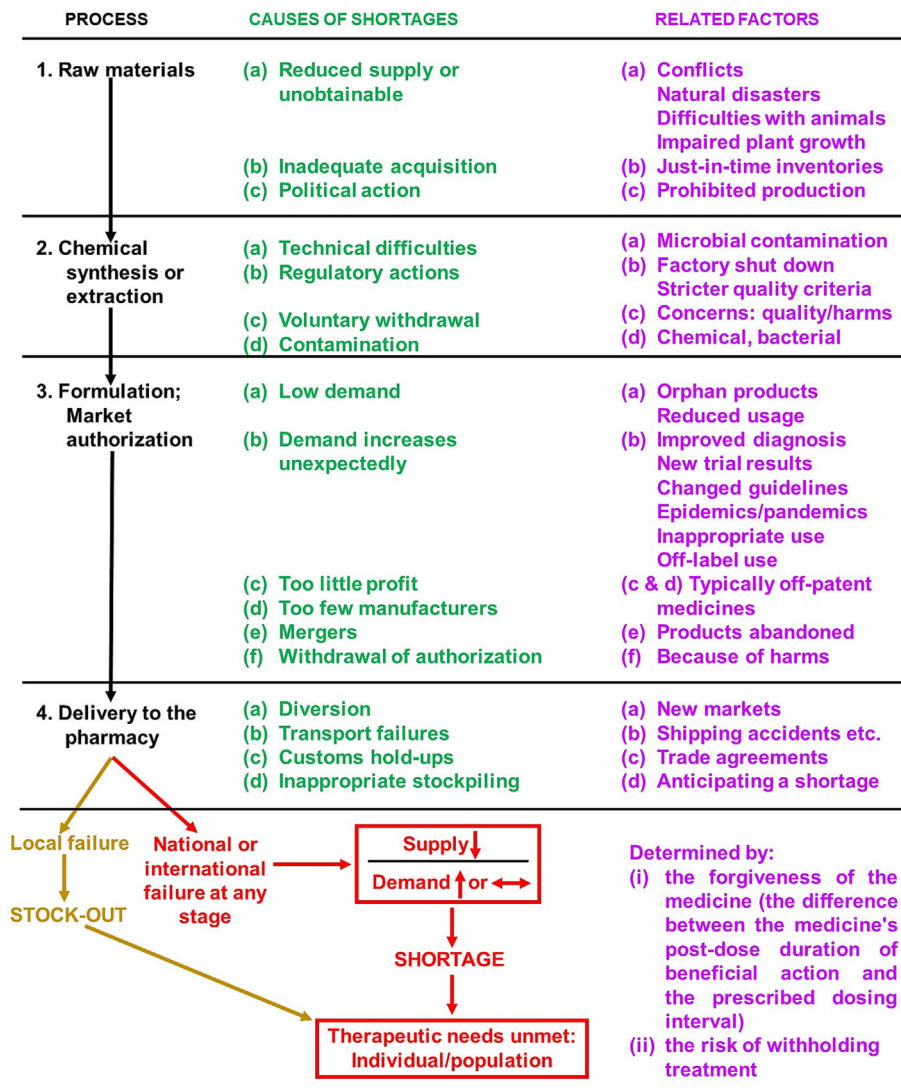 PROCESS CAUSES OF SHORTAGES RELATED FACTORS
1. Raw materials (a) Reduced supply or (a) Conflicts
unobtainable Natural disasters
Difficulties with animals
Impaired plant growth
(b) Inadequate acquisition (b) Just-in-time inventories
(c) Political action (c) Prohibited production
2. Chemical (a) Technical difficulties (a) Microbial contamination
synthesis or (b) Regulatory actions (b) Factory shut down
extraction Stricter quality criteria
(c) Voluntary withdrawal (c) Concerns: quality/harms
(d) Contamination (d) Chemical, bacterial
3. Formulation; (a) Low demand (a) Orphan products
Market Reduced usage
authorization (b) Demand increases (b) Improved diagnosis
unexpectedly New trial results
Changed guidelines
Epidemics/pandemics
Inappropriate use
Off-label use
(c) Too little profit (c & d) Typically off-patent
(d) Too few manufacturers medicines
(e) Mergers (e) Products abandoned
(f) Withdrawal of authorization (f) Because of harms
4. Delivery to the (a) Diversion (a) New markets
pharmacy (b) Transport failures (b) Shipping accidents etc.
(c) Customs hold-ups (c) Trade agreements
(d) Inappropriate stockpiling (d) Anticipating a shortage
Local failure
STOCK-OUT
National or
international
failure at any
stage
Supply
Demand or
SHORTAGE
Therapeutic needs unmet:
Individual/population
Determined by:
(i) the forgiveness of the
medicine (the difference
between the medicine's
post-dose duration of
beneficial action and
the prescribed dosing
interval)
(ii) the risk of withholding
treatment